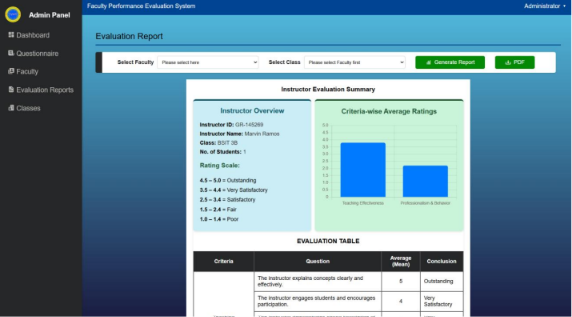 Faculty Performance Evaluation System
Administrator
Admin Panel
Dashboard
Questionnaire
Faculty
Evaluation Reports
Classes
Evaluation Report
Select Faculty
Please select here
Select Class
Please select Faculty first
Generate Report
PDF
Instructor Evaluation Summary
Instructor Overview
Instructor ID: GR-145269
Instructor Name: Marvin Ramos
Class: BSIT 3B
No. of Students: 1
Rating Scale:
4.5 – 5.0 = Outstanding
3.5 – 4.4 = Very Satisfactory
2.5 – 3.4 = Satisfactory
1.5 – 2.4 = Fair
1.0 – 1.4 = Poor
Criteria-wise Average Ratings
5.0
4.5
4.0
3.5
3.0
2.5
2.0
1.5
1.0
0.5
0
Teaching Effectiveness
Professionalism & Behavior
EVALUATION TABLE
Criteria
Question
Average (Mean)
Conclusion
The instructor explains concepts clearly and
effectively.
5
Outstanding
The instructor engages students and encourages
participation.
4
Very
Satisfactory